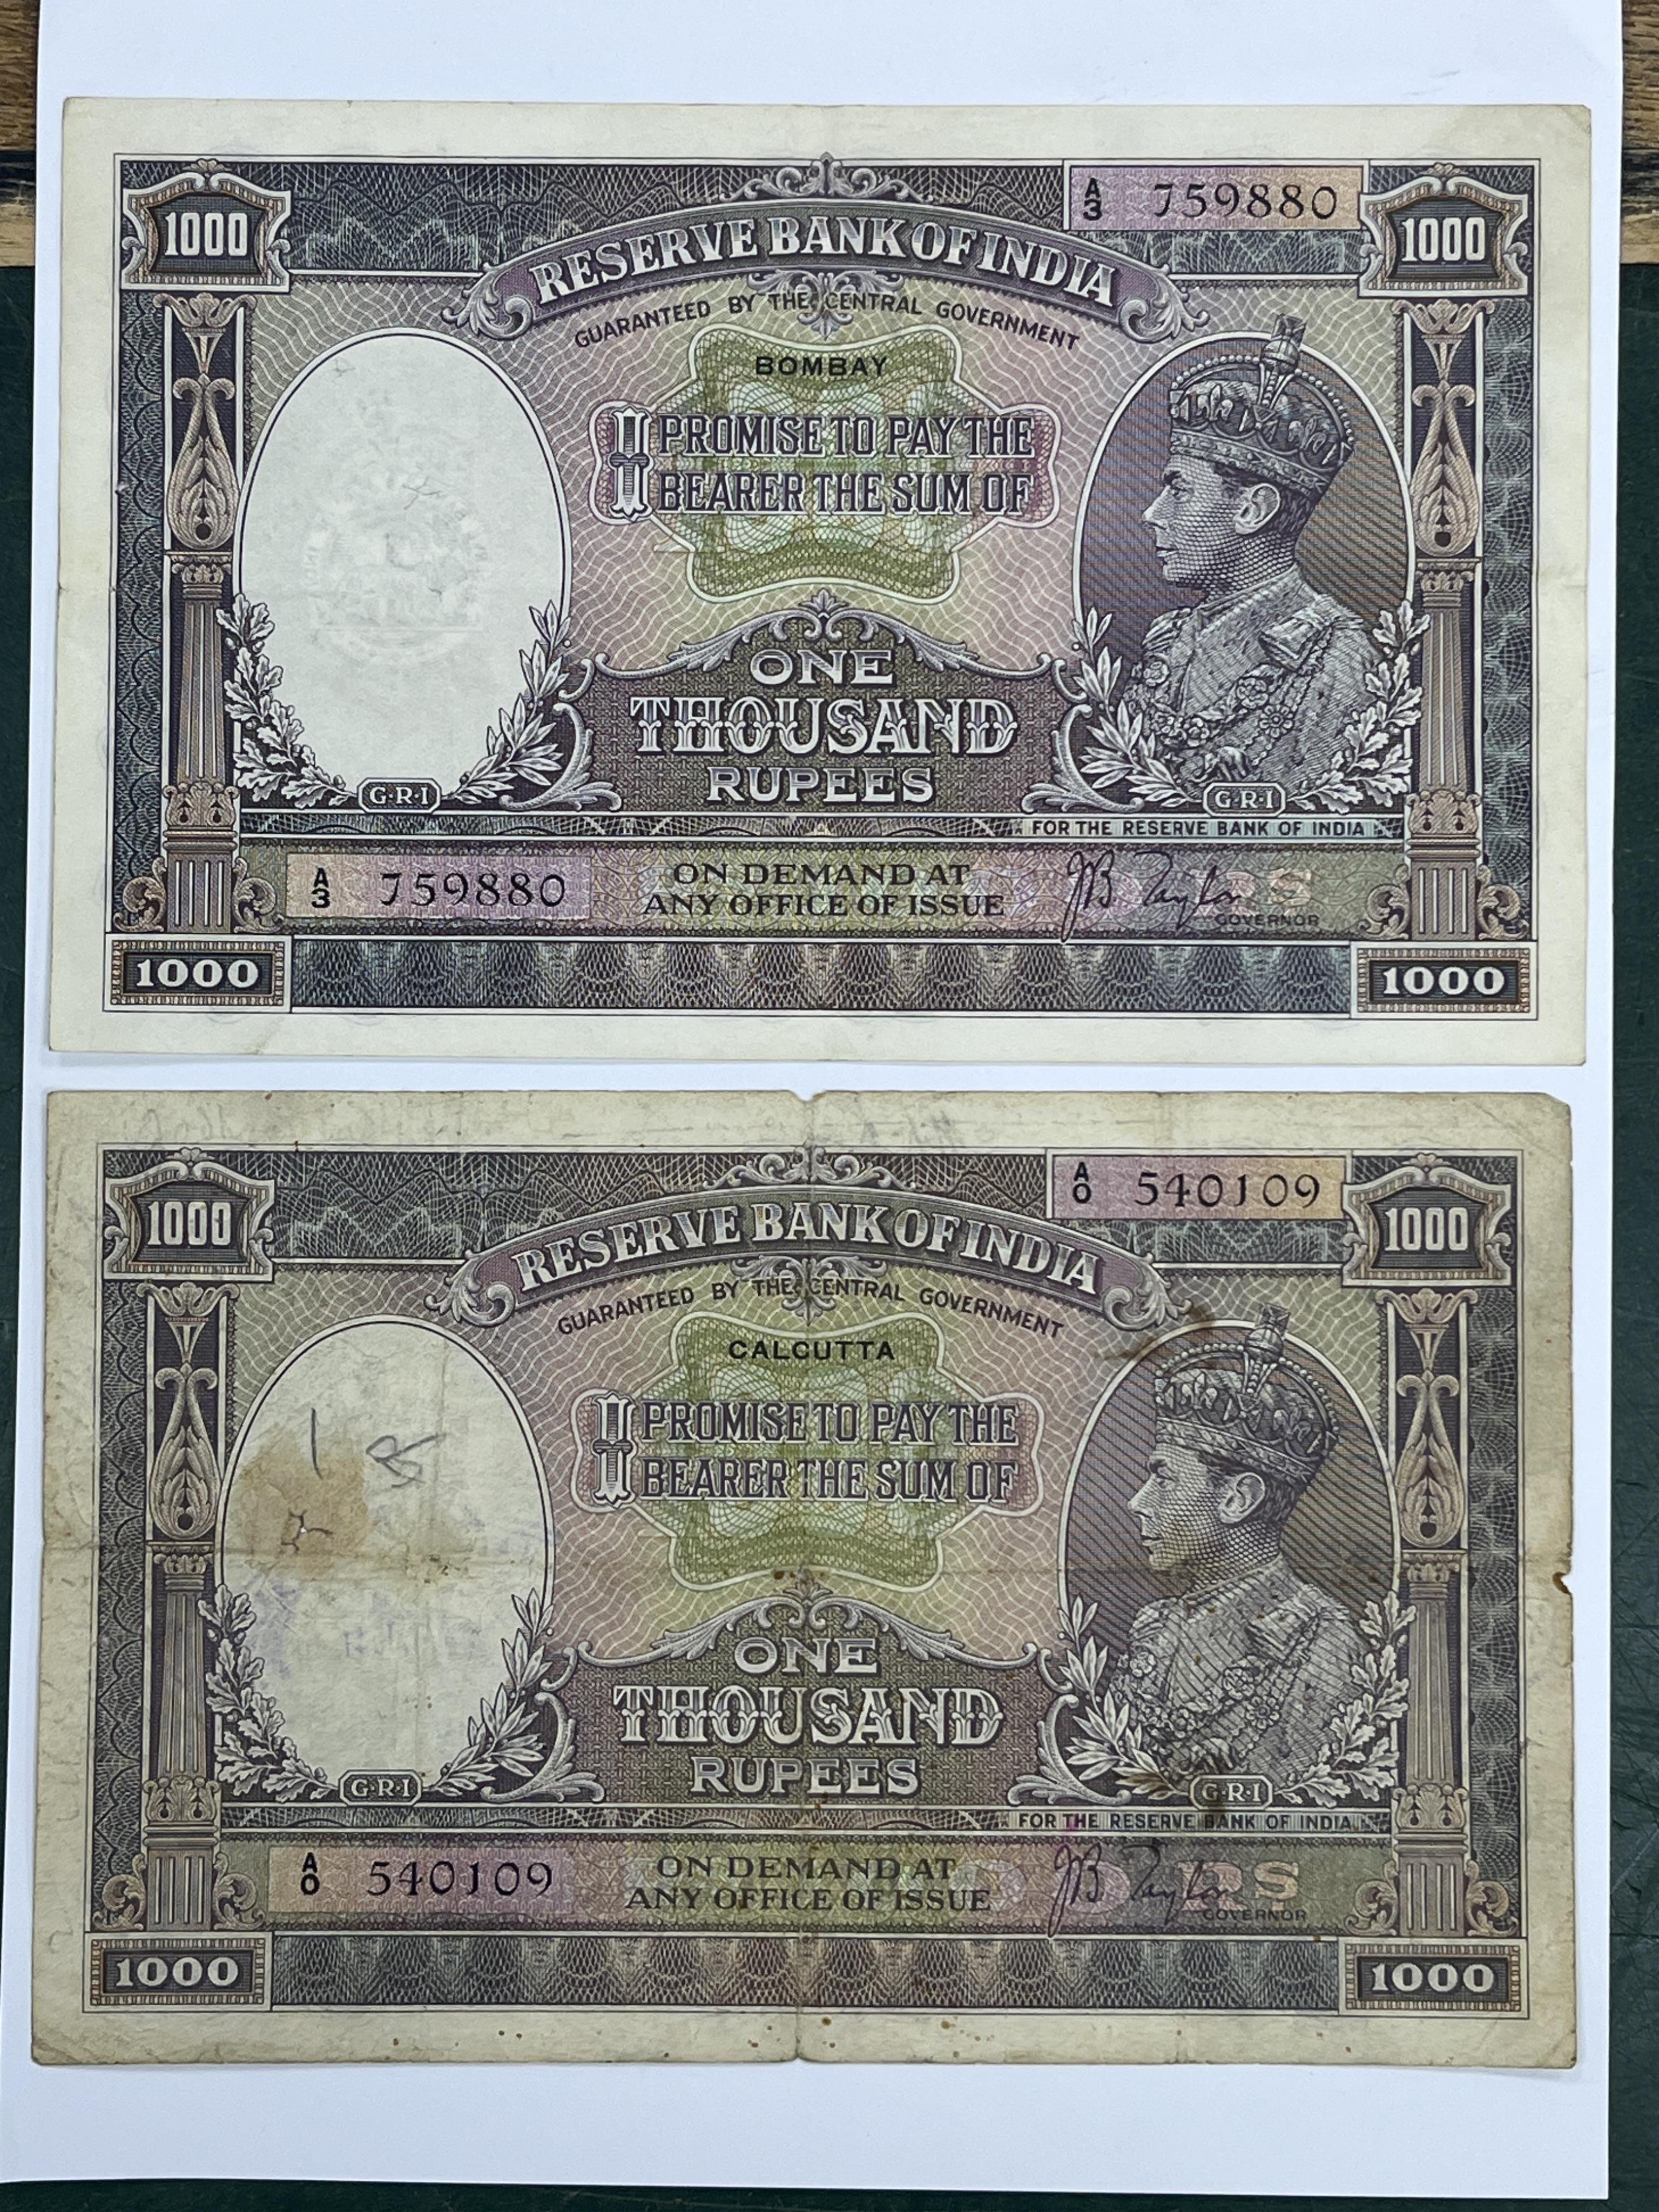 1000
A
3 759880
1000
RESERVE BANK OF INDIA
GUARANTEED BY THE CENTRAL GOVERNMENT
BOMBAY
I PROMISE TO PAY THE
BEARER THE SUM OF
ONE
THOUSAND
RUPEES
G·R·I
G·R·I
FOR THE RESERVE BANK OF INDIA
A
3 759880
ON DEMAND AT
ANY OFFICE OF ISSUE
JB Taylor
GOVERNOR
1000
1000
1000
A
0 540109
1000
RESERVE BANK OF INDIA
GUARANTEED BY THE CENTRAL GOVERNMENT
CALCUTTA
I PROMISE TO PAY THE
BEARER THE SUM OF
ONE
THOUSAND
RUPEES
G·R·I
G·R·I
FOR THE RESERVE BANK OF INDIA
A
0 540109
ON DEMAND AT
ANY OFFICE OF ISSUE
JB Taylor
GOVERNOR
1000
1000